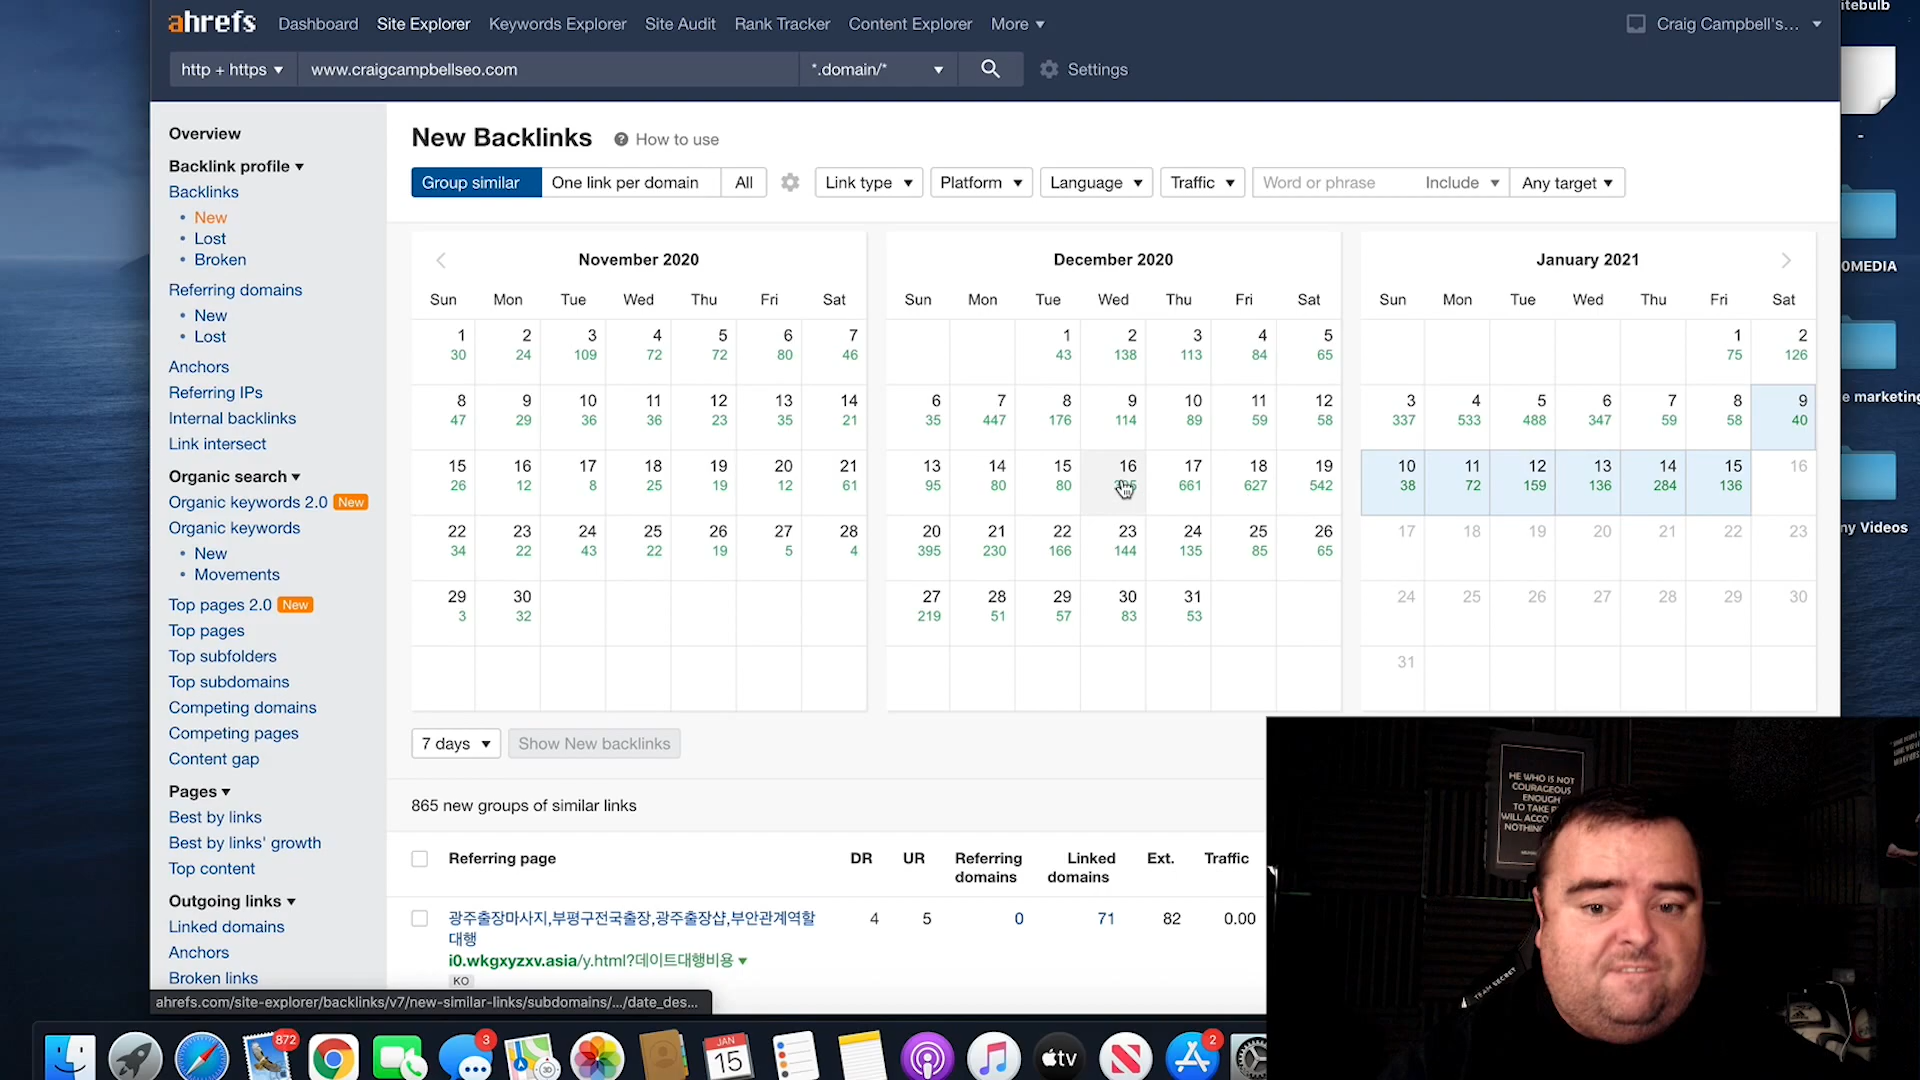 itebulb
ahrefs Dashboard Site Explorer Keywords Explorer Site Audit Rank Tracker Content Explorer More Craig Campbell's...
http + https www.craigcampbellseo.com *.domain/* Settings
Overview
Backlink profile
Backlinks
• New
• Lost
• Broken
Referring domains
• New
• Lost
Anchors
Referring IPs
Internal backlinks
Link intersect
Organic search
Organic keywords 2.0 New
Organic keywords
• New
• Movements
Top pages 2.0 New
Top pages
Top subfolders
Top subdomains
Competing domains
Competing pages
Content gap
Pages
Best by links
Best by links' growth
Top content
Outgoing links
Linked domains
Anchors
Broken links
New Backlinks ? How to use
Group similar One link per domain All Link type Platform Language Traffic Word or phrase Include Any target
November 2020
Sun Mon Tue Wed Thu Fri Sat
1 2 3 4 5 6 7
30 24 109 72 72 80 46
8 9 10 11 12 13 14
47 29 36 36 23 35 21
15 16 17 18 19 20 21
26 12 8 25 19 12 61
22 23 24 25 26 27 28
34 22 43 22 19 5 4
29 30
3 32
December 2020
Sun Mon Tue Wed Thu Fri Sat
1 2 3 4 5
43 138 113 84 65
6 7 8 9 10 11 12
35 447 176 114 89 59 58
13 14 15 16 17 18 19
95 80 80 661 627 542
20 21 22 23 24 25 26
395 230 166 144 135 85 65
27 28 29 30 31
219 51 57 83 53
January 2021
Sun Mon Tue Wed Thu Fri Sat
1 2
75 126
3 4 5 6 7 8 9
337 533 488 347 59 58 40
10 11 12 13 14 15 16
38 72 159 136 284 136
17 18 19 20 21 22 23
24 25 26 27 28 29 30
31
7 days Show New backlinks
865 new groups of similar links
Referring page DR UR Referring domains Linked domains Ext. Traffic
광주출장마사지,부평구전국출장,광주출장샵,부안관계역할
대행 4 5 0 71 82 0.00
i0.wkgxyzxv.asia/y.html?데이트대행비용
KO
ahrefs.com/site-explorer/backlinks/v7/new-similar-links/subdomains/.../date_des...
0MEDIA
e marketing
ny Videos
HE WHO IS NOT
COURAGEOUS
ENOUGH
TO TAKE
WILL
NOTHING
SECRET
872
3
JAN
15
tv
2